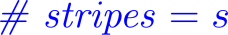 # stripes = s